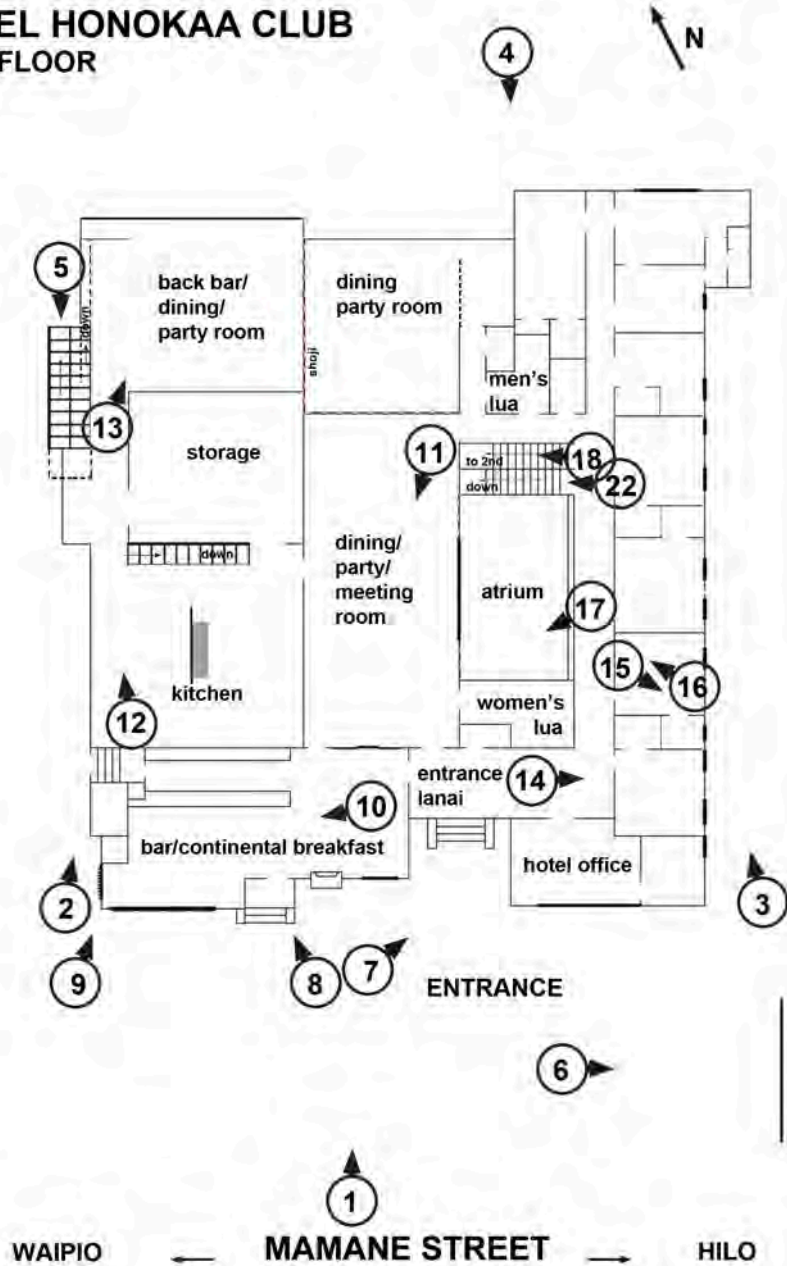 EL HONOKAA CLUB
FLOOR
N
4
5
down
back bar/
dining/
party room
dining
party room
shoji
men's
lua
13
storage
11
to 2nd
down
18
22
down
dining/
party/
meeting
room
atrium
17
15
16
kitchen
12
women's
lua
entrance
lanai
14
10
bar/continental breakfast
hotel office
2
3
9
8
7
ENTRANCE
6
1
WAIPIO
MAMANE STREET
HILO